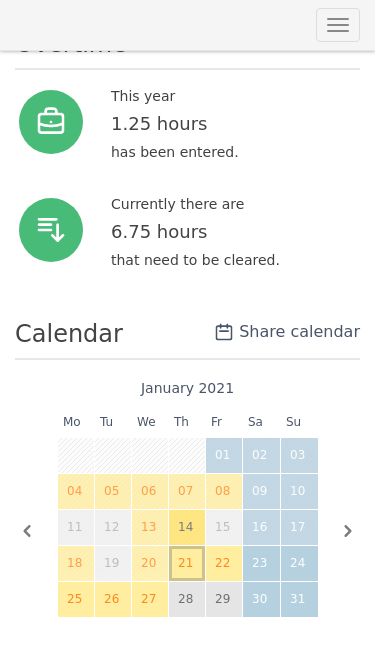 Overtime
This year
1.25 hours
has been entered.
Currently there are
6.75 hours
that need to be cleared.
Calendar
Share calendar
January 2021
Mo Tu We Th Fr Sa Su
01 02 03
04 05 06 07 08 09 10
11 12 13 14 15 16 17
18 19 20 21 22 23 24
25 26 27 28 29 30 31